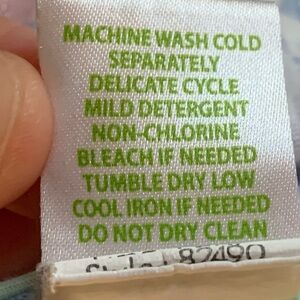 MACHINE WASH COLD
SEPARATELY
DELICATE CYCLE
MILD DETERGENT
NON-CHLORINE
BLEACH IF NEEDED
TUMBLE DRY LOW
COOL IRON IF NEEDED
DO NOT DRY CLEAN
82490